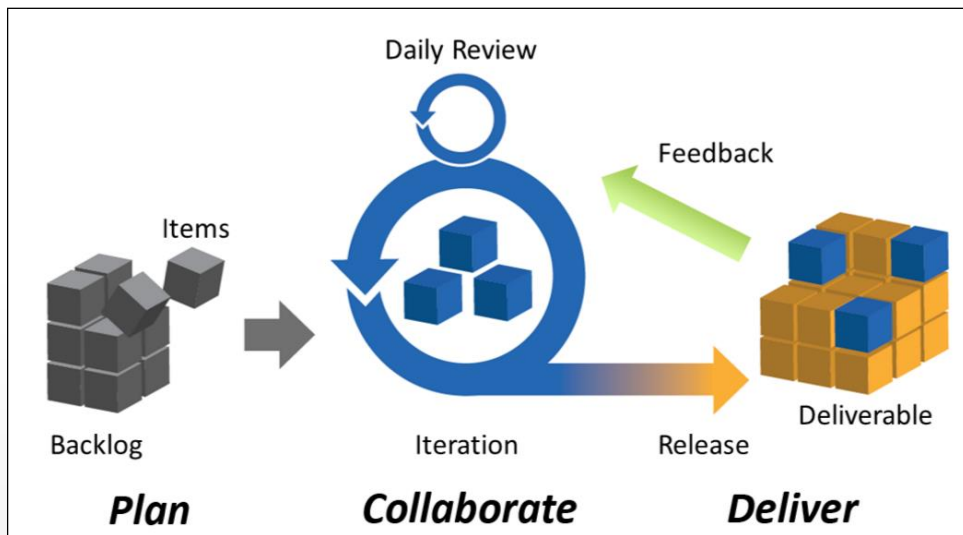 Daily Review
Feedback
Items
Backlog
Iteration
Release
Deliverable
Plan
Collaborate
Deliver